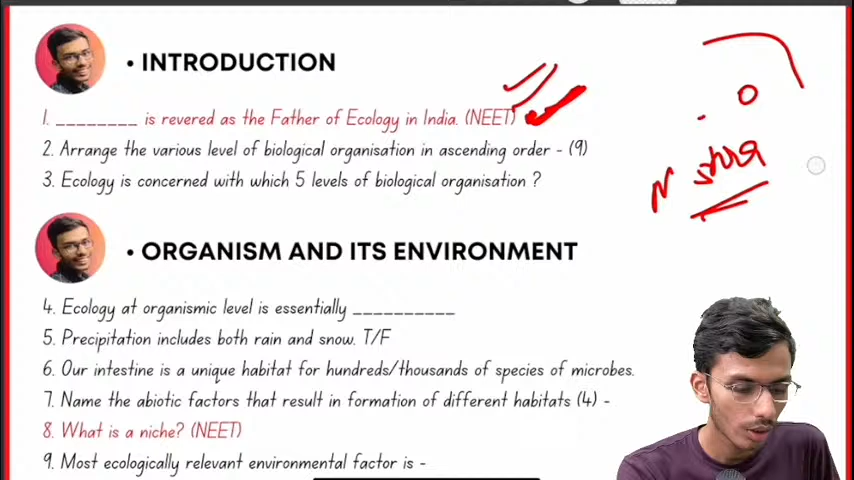 • INTRODUCTION
1. ________ is revered as the Father of Ecology in India. (NEET)
2. Arrange the various level of biological organisation in ascending order - (9)
3. Ecology is concerned with which 5 levels of biological organisation ?
• ORGANISM AND ITS ENVIRONMENT
4. Ecology at organismic level is essentially __________
5. Precipitation includes both rain and snow. T/F
6. Our intestine is a unique habitat for hundreds/thousands of species of microbes.
7. Name the abiotic factors that result in formation of different habitats (4) -
8. What is a niche? (NEET)
9. Most ecologically relevant environmental factor is -